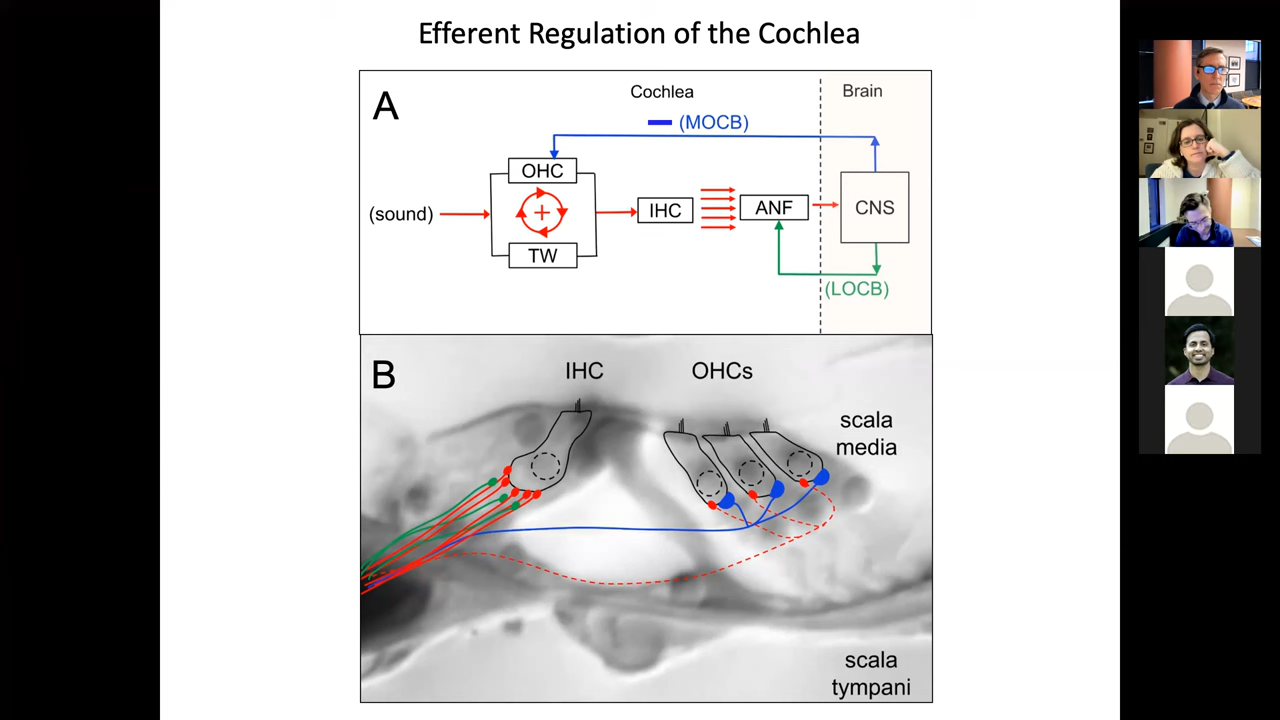 Efferent Regulation of the Cochlea
A
Cochlea
Brain
(MOCB)
OHC
(sound)
+
IHC
ANF
CNS
TW
(LOCB)
B
IHC
OHCs
scala
media
scala
tympani